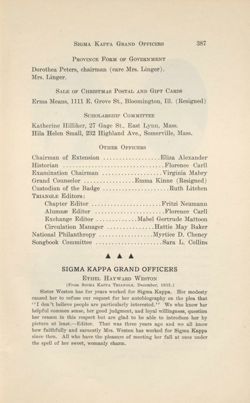 SIGMA KAPPA GRAND OFFICERS 387
PROVINCE FORM OF GOVERNMENT
Dorothea Peters, chairman (care Mrs. Linger).
Mrs. Linger.
SALE OF CHRISTMAS POSTAL AND GIFT CARDS
Erma Means, 1111 E. Grove St., Bloomington, Ill. (Resigned)
SCHOLARSHIP COMMITTEE
Katherine Hilliker, 27 Gage St., East Lynn, Mass.
Hila Helen Small, 232 Highland Ave., Somerville, Mass.
OTHER OFFICERS
Chairman of Extension ................Eliza Alexander
Historian ..........................Florence Carll
Examination Chairman ................Virginia Mabry
Grand Counselor ..............Emma Kinne (Resigned)
Custodian of the Badge ..................Ruth Litchen
TRIANGLE Editors:
Chapter Editor ..................Fritzi Neumann
Alumnæ Editor ..................Florence Carll
Exchange Editor ............Mabel Gertrude Mattoon
Circulation Manager ..............Hattie May Baker
National Philanthropy ..............Myrtice D. Cheney
Songbook Committee ..................Sara L. Collins
SIGMA KAPPA GRAND OFFICERS
ETHEL HAYWARD WESTON
(From SIGMA KAPPA TRIANGLE, December, 1912.)
Sister Weston has for years worked for Sigma Kappa. Her modesty
caused her to refuse our request for her autobiography on the plea that
"I don't believe people are particularly interested." We who know her
helpful common sense, her good judgment, and loyal willingness, question
her reason in this respect but are glad to be able to introduce her by
picture at least.—Editor. That was three years ago and we all know
how faithfully and earnestly Mrs. Weston has worked for Sigma Kappa
since then. All who have the pleasure of meeting her fall at once under
the spell of her sweet, womanly charm.